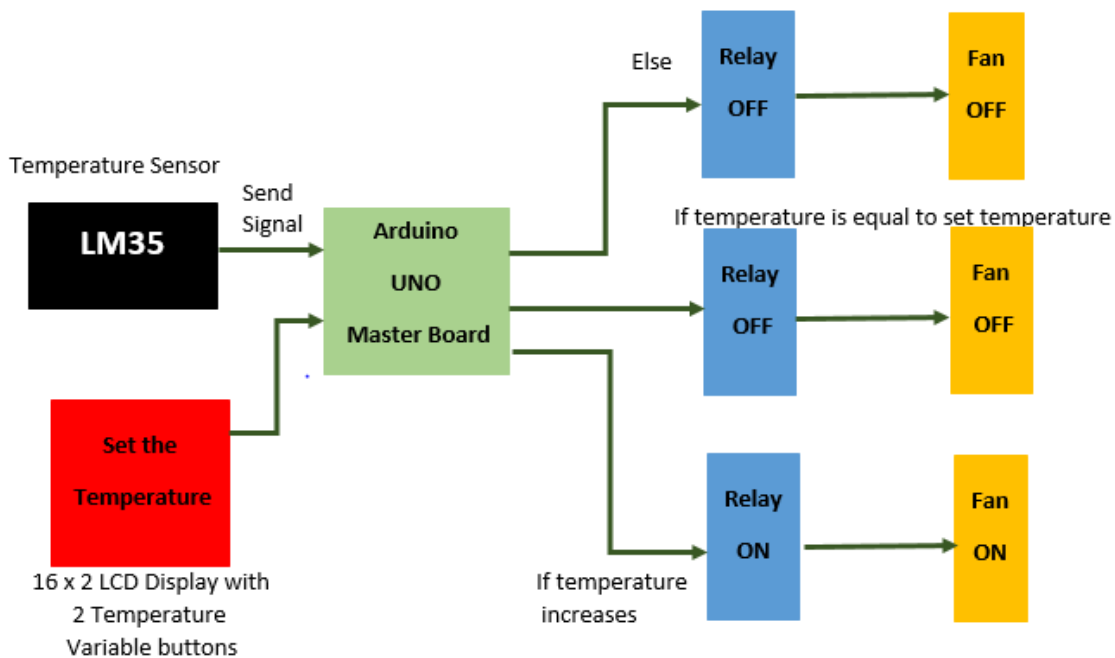 Temperature Sensor
LM35
Send
Signal
Set the
Temperature
16 x 2 LCD Display with
2 Temperature
Variable buttons
Arduino
UNO
Master Board
Else
Relay
OFF
Fan
OFF
If temperature is equal to set temperature
Relay
OFF
Fan
OFF
If temperature
increases
Relay
ON
Fan
ON